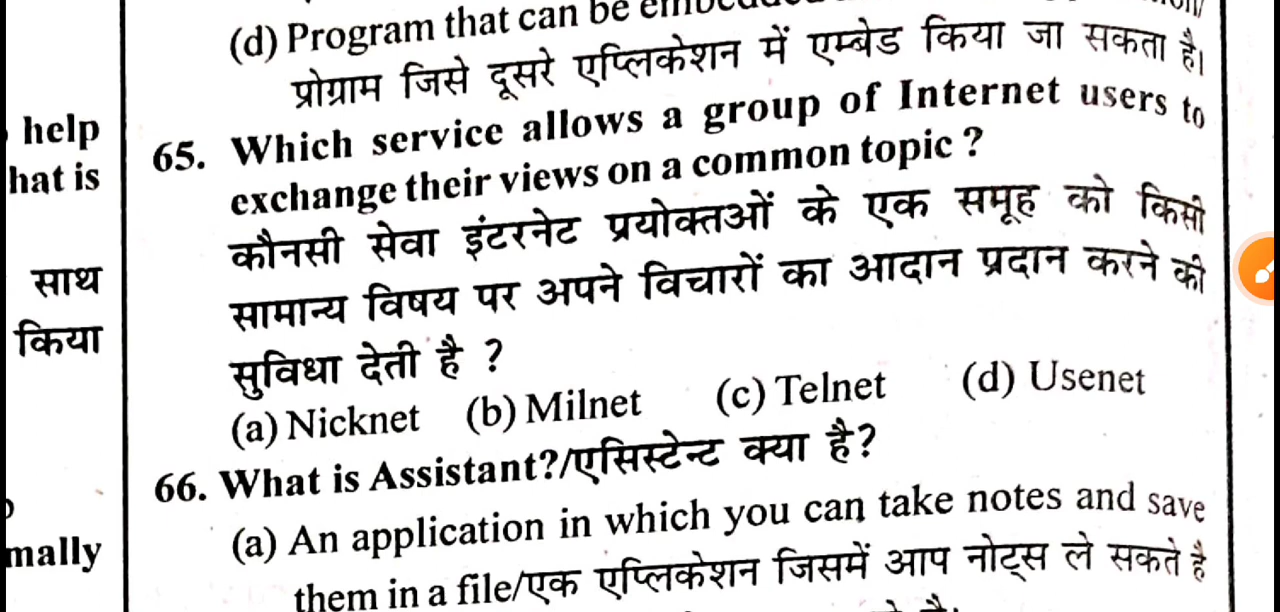 help
hat is
साथ
किया
mally
(d) Program that can be
प्रोग्राम जिसे दूसरे एप्लिकेशन में एम्बेड किया जा सकता है।
65. Which service allows a group of Internet users to
exchange their views on a common topic ?
कौनसी सेवा इंटरनेट प्रयोक्तओं के एक समूह को किसी
सामान्य विषय पर अपने विचारों का आदान प्रदान करने की
सुविधा देती है ?
(a) Nicknet (b) Milnet (c) Telnet (d) Usenet
66. What is Assistant?/एसिस्टेन्ट क्या है?
(a) An application in which you can take notes and save
them in a file/एक एप्लिकेशन जिसमें आप नोट्स ले सकते है